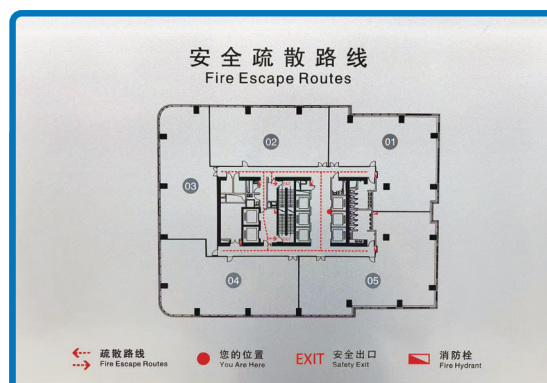 安全疏散路线
Fire Escape Routes
02
01
03
04
05
疏散路线
Fire Escape Routes
您的位置
You Are Here
EXIT
安全出口
Safety Exit
消防栓
Fire Hydrant